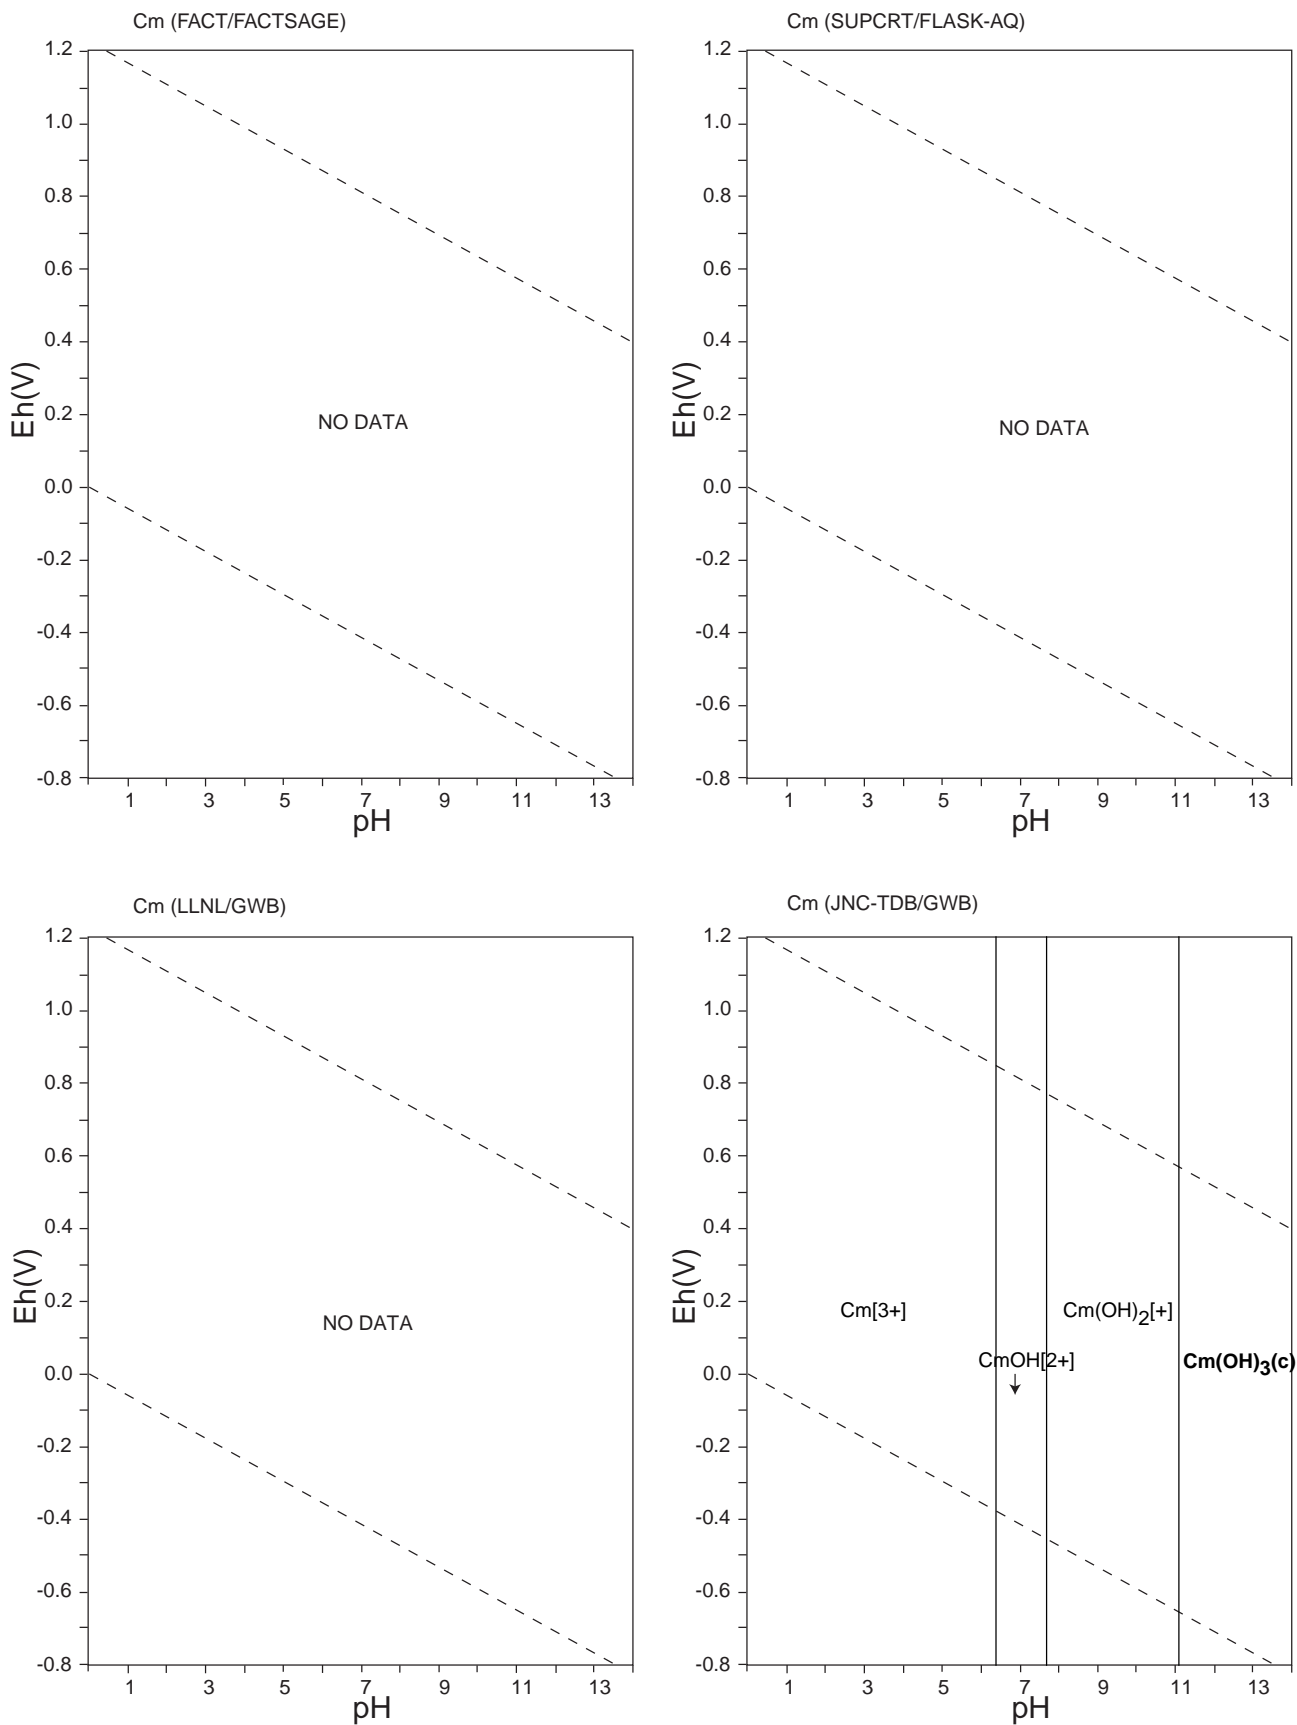 Cm (FACT/FACTSAGE)
1.2
1.0
0.8
0.6
0.4
0.2
0.0
-0.2
-0.4
-0.6
-0.8
Eh(V)
NO DATA
1 3 5 7 9 11 13
pH
Cm (SUPCRT/FLASK-AQ)
1.2
1.0
0.8
0.6
0.4
0.2
0.0
-0.2
-0.4
-0.6
-0.8
Eh(V)
NO DATA
1 3 5 7 9 11 13
pH
Cm (LLNL/GWB)
1.2
1.0
0.8
0.6
0.4
0.2
0.0
-0.2
-0.4
-0.6
-0.8
Eh(V)
NO DATA
1 3 5 7 9 11 13
pH
Cm (JNC-TDB/GWB)
1.2
1.0
0.8
0.6
0.4
0.2
0.0
-0.2
-0.4
-0.6
-0.8
Eh(V)
Cm[3+]
Cm(OH)2[+]
CmOH[2+]
Cm(OH)3(c)
1 3 5 7 9 11 13
pH